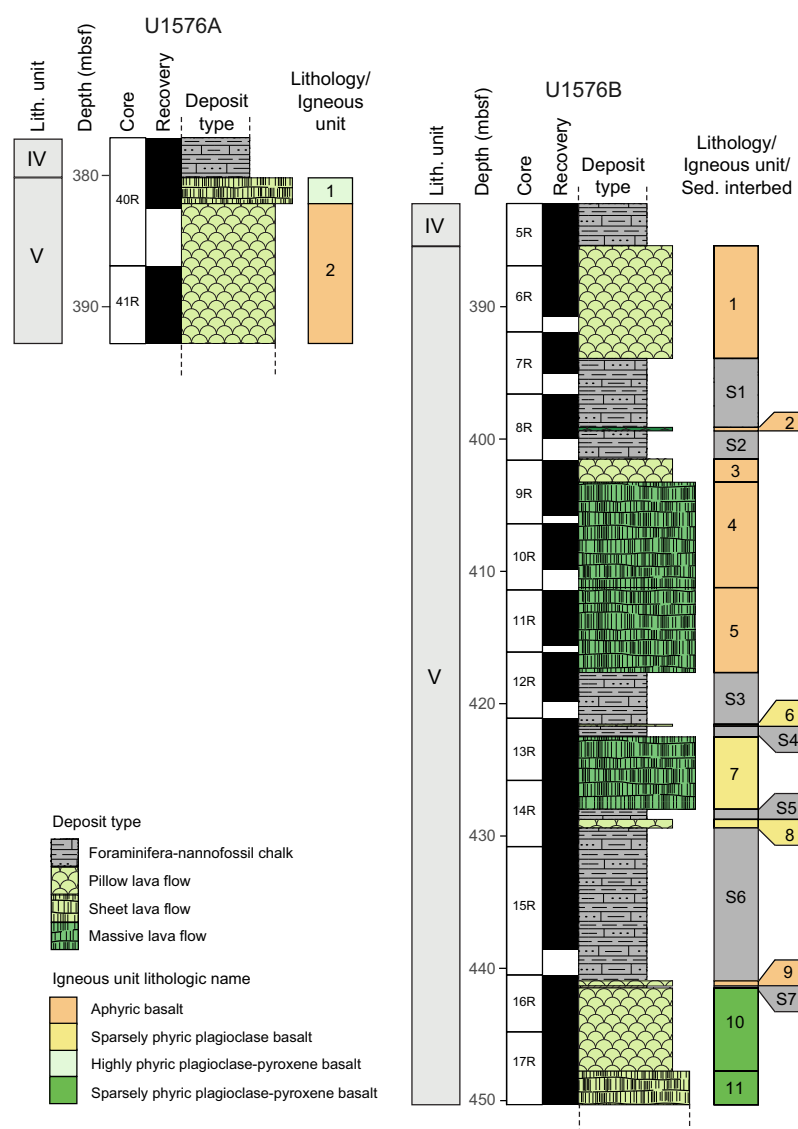 U1576A
Lith. unit
Depth (mbsf)
Core
Recovery
Deposit
type
Lithology/
Igneous
unit
IV
V
380
390
40R
41R
1
2
U1576B
Lith. unit
Depth (mbsf)
Core
Recovery
Deposit
type
Lithology/
Igneous unit/
Sed. interbed
IV
V
390
400
410
420
430
440
450
5R
6R
7R
8R
9R
10R
11R
12R
13R
14R
15R
16R
17R
1
S1
2
S2
3
4
5
S3
6
S4
7
S5
8
S6
9
S7
10
11
Deposit type
Foraminifera-nannofossil chalk
Pillow lava flow
Sheet lava flow
Massive lava flow
Igneous unit lithologic name
Aphyric basalt
Sparsely phyric plagioclase basalt
Highly phyric plagioclase-pyroxene basalt
Sparsely phyric plagioclase-pyroxene basalt